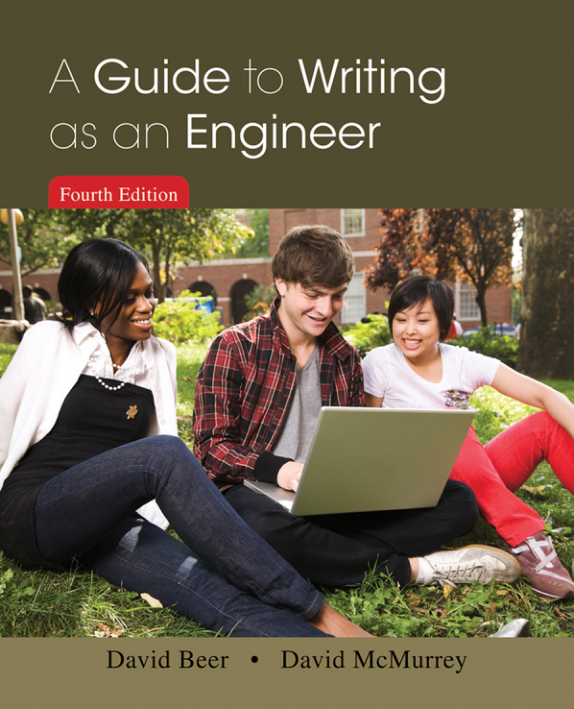 A Guide to Writing
as an Engineer
Fourth Edition
David Beer • David McMurrey